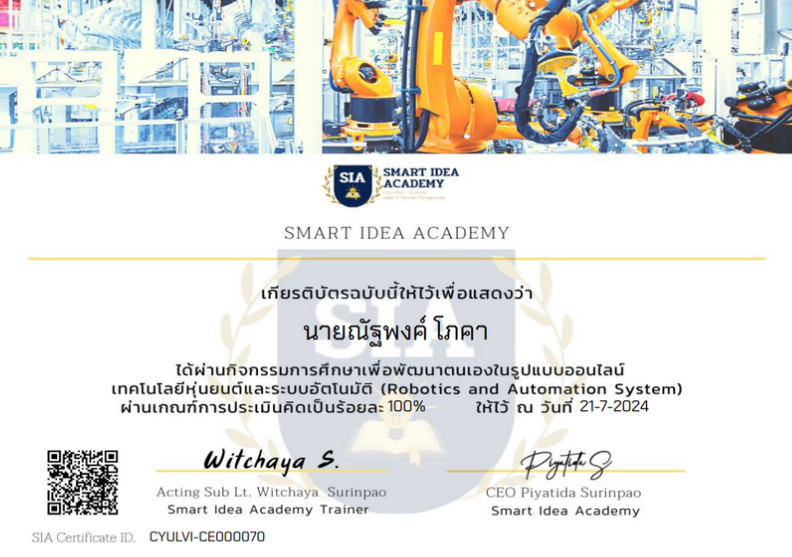 SIA
SMART IDEA
ACADEMY
SMART IDEA ACADEMY
เกียรติบัตรฉบับนี้ให้ไว้เพื่อแสดงว่า
นายณัฐพงค์ โภคา
ได้ผ่านกิจกรรมการศึกษาเพื่อพัฒนาตนเองในรูปแบบออนไลน์
เทคโนโลยีหุ่นยนต์และระบบอัตโนมัติ (Robotics and Automation System)
ผ่านเกณฑ์การประเมินคิดเป็นร้อยละ 100% ให้ไว้ ณ วันที่ 21-7-2024
Witchaya S.
Piyatida S
Acting Sub Lt. Witchaya Surinpao
CEO Piyatida Surinpao
Smart Idea Academy Trainer
Smart Idea Academy
SIA Certificate ID. CYULVI-CE000070